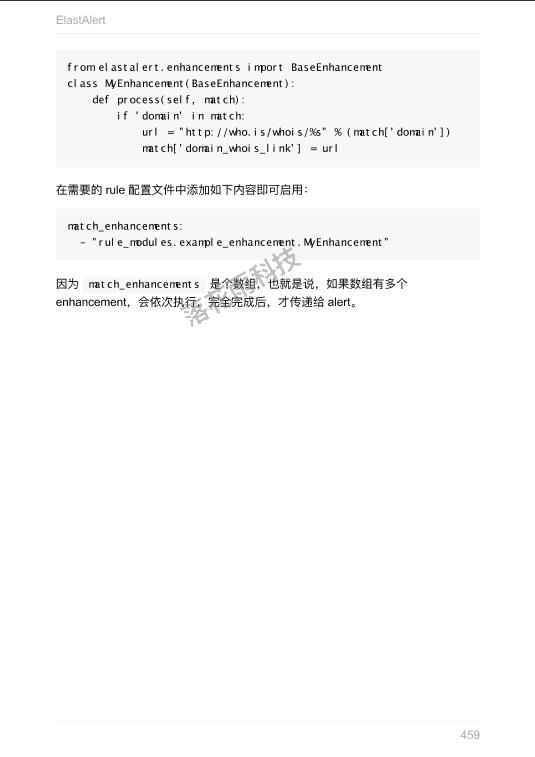 ElastAlert
from elastalert.enhancements import BaseEnhancement
class MyEnhancement(BaseEnhancement):
    def process(self, match):
        if 'domain' in match:
            url = "http://who.is/whois/%s" % (match['domain'])
            match['domain_whois_link'] = url
在需要的 rule 配置文件中添加如下内容即可启用：
match_enhancements:
  - "rule_modules.example_enhancement.MyEnhancement"
因为 match_enhancements 是个数组，也就是说，如果数组有多个
enhancement，会依次执行，完全完成后，才传递给 alert。
洛花雨科技
459